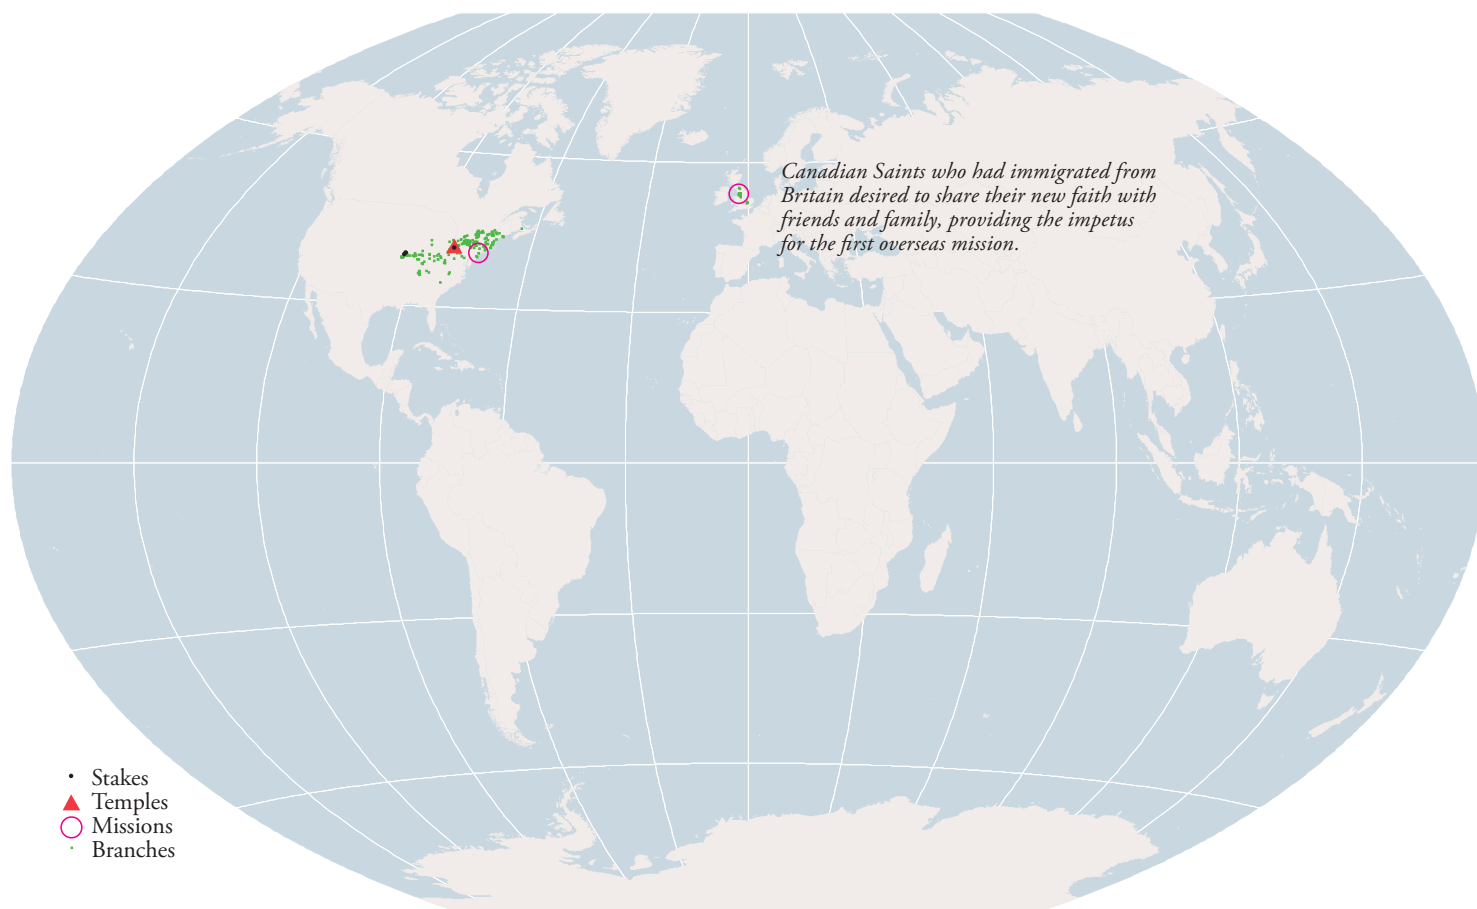 Canadian Saints who had immigrated from
Britain desired to share their new faith with
friends and family, providing the impetus
for the first overseas mission.
Stakes
Temples
Missions
Branches